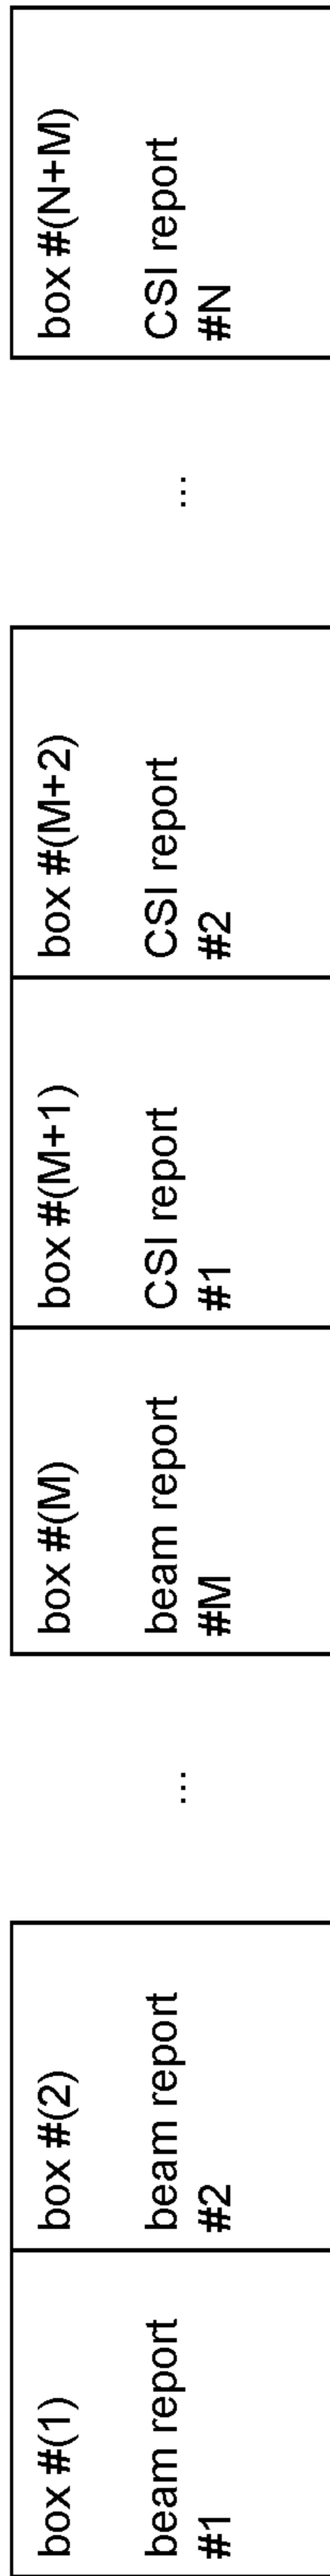 box #(1)
beam report
#1
box #(2)
beam report
#2
...
box #(M)
beam report
#M
box #(M+1)
CSI report
#1
box #(M+2)
CSI report
#2
...
box #(N+M)
CSI report
#N